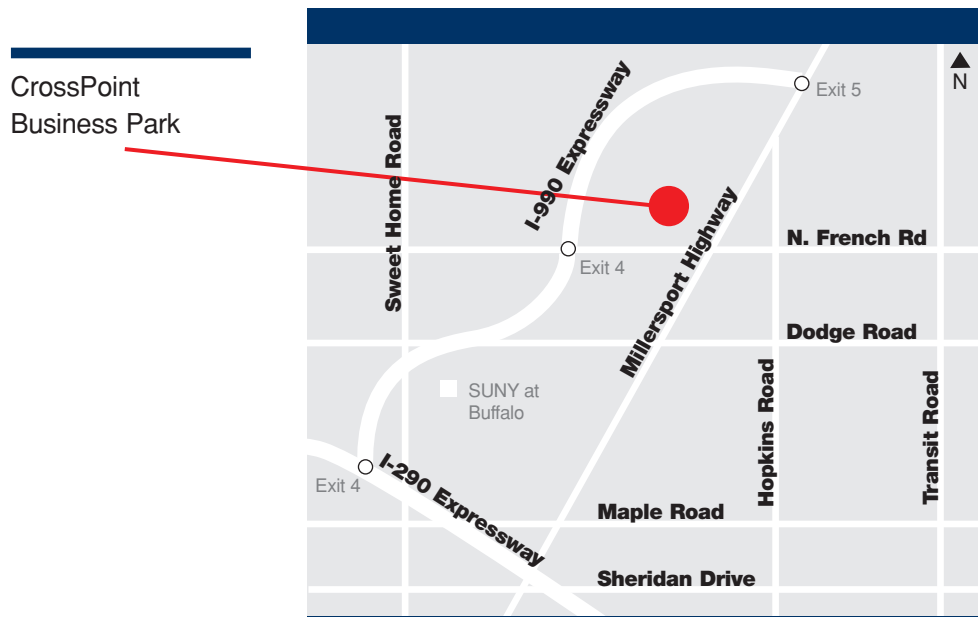 CrossPoint
Business Park
N
Exit 5
I-990 Expressway
Sweet Home Road
Millersport Highway
N. French Rd
Exit 4
Dodge Road
SUNY at
Buffalo
Hopkins Road
Transit Road
I-290 Expressway
Exit 4
Maple Road
Sheridan Drive